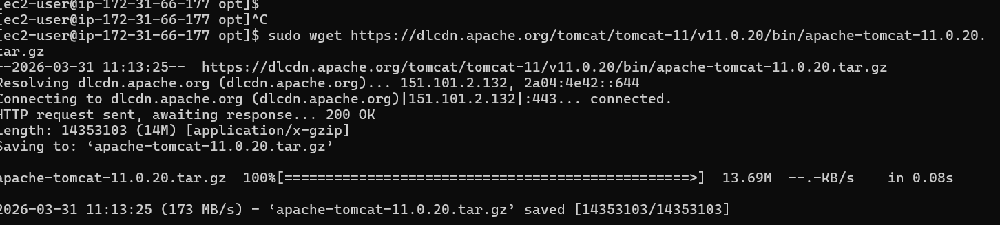 [ec2-user@ip-172-31-66-177 opt]$
[ec2-user@ip-172-31-66-177 opt]^C
[ec2-user@ip-172-31-66-177 opt]$ sudo wget https://dlcdn.apache.org/tomcat/tomcat-11/v11.0.20/bin/apache-tomcat-11.0.20.
tar.gz
--2026-03-31 11:13:25--  https://dlcdn.apache.org/tomcat/tomcat-11/v11.0.20/bin/apache-tomcat-11.0.20.tar.gz
Resolving dlcdn.apache.org (dlcdn.apache.org)... 151.101.2.132, 2a04:4e42::644
Connecting to dlcdn.apache.org (dlcdn.apache.org)|151.101.2.132|:443... connected.
HTTP request sent, awaiting response... 200 OK
Length: 14353103 (14M) [application/x-gzip]
Saving to: ‘apache-tomcat-11.0.20.tar.gz’
apache-tomcat-11.0.20.tar.gz  100%[=================================================>]  13.69M  --.-KB/s    in 0.08s
2026-03-31 11:13:25 (173 MB/s) - ‘apache-tomcat-11.0.20.tar.gz’ saved [14353103/14353103]